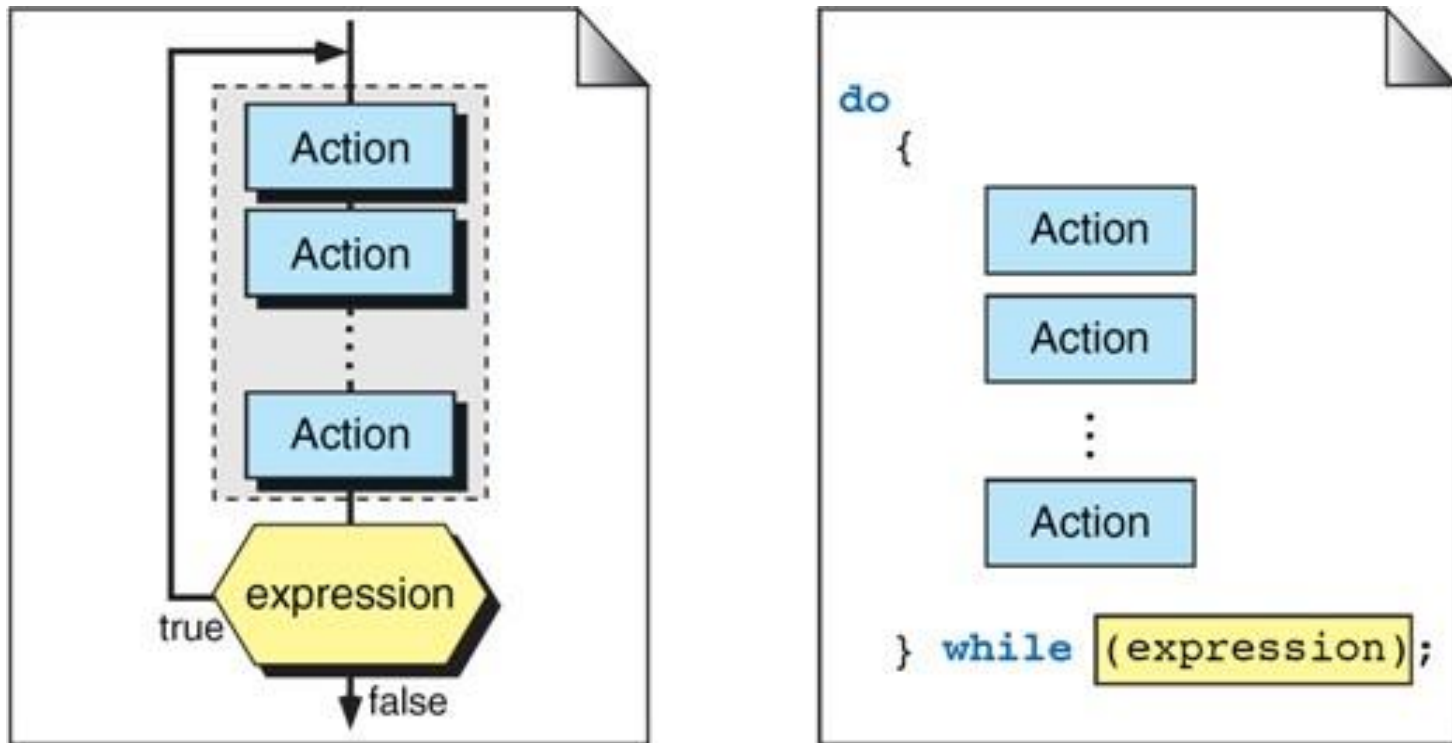 Action
Action
Action
expression
true
false
do
{
Action
Action
Action
} while (expression);